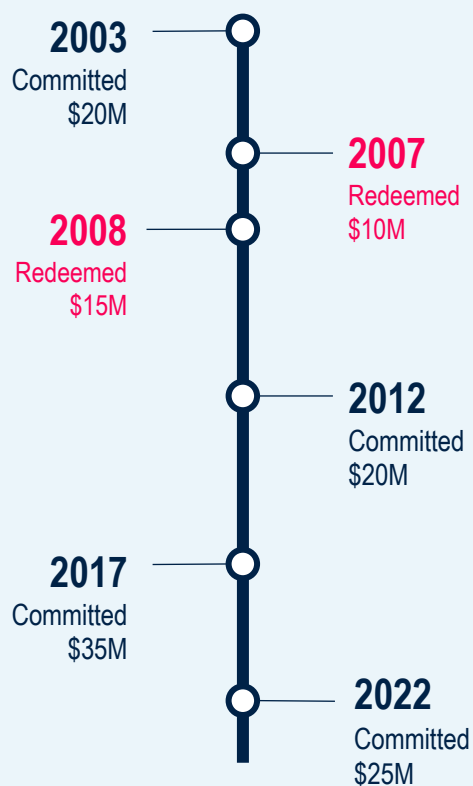 2003
Committed
$20M
2007
Redeemed
$10M
2008
Redeemed
$15M
2012
Committed
$20M
2017
Committed
$35M
2022
Committed
$25M